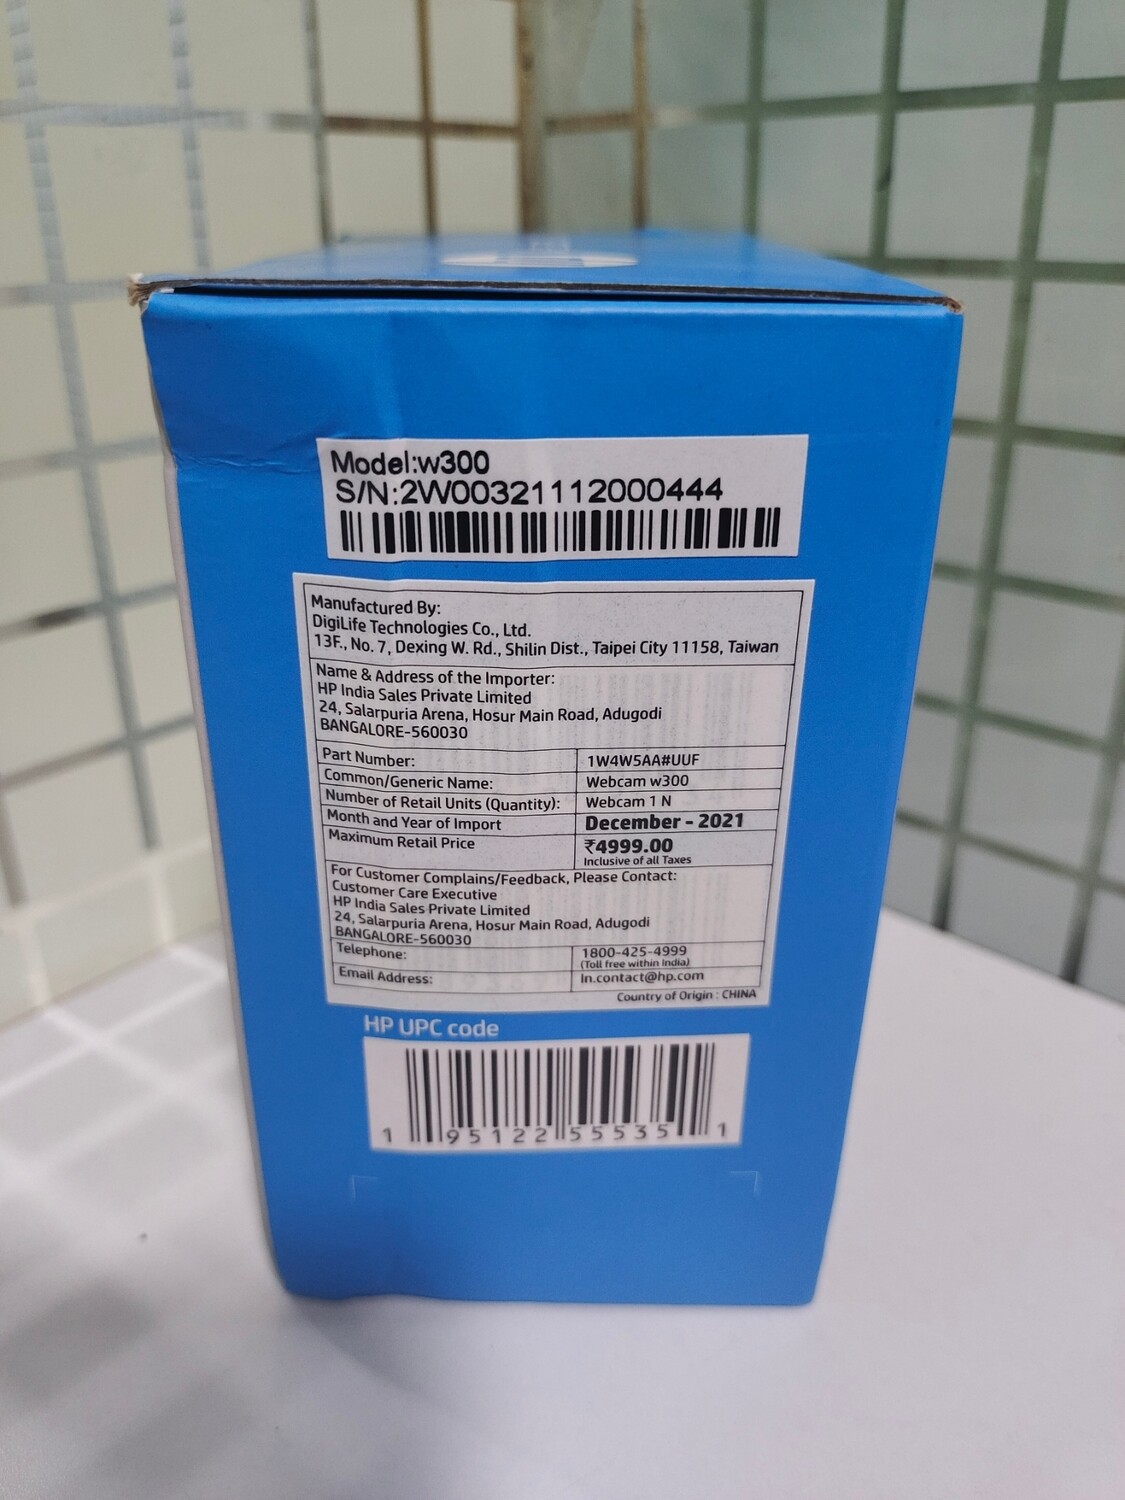 Model:w300
S/N:2W00321112000444
Manufactured By:
DigiLife Technologies Co., Ltd.
13F., No. 7, Dexing W. Rd., Shilin Dist., Taipei City 11158, Taiwan
Name & Address of the Importer:
HP India Sales Private Limited
24, Salarpuria Arena, Hosur Main Road, Adugodi
BANGALORE-560030
Part Number: 1W4W5AA#UUF
Common/Generic Name: Webcam w300
Number of Retail Units (Quantity): Webcam 1 N
Month and Year of Import December - 2021
Maximum Retail Price ₹4999.00
Inclusive of all Taxes
For Customer Complains/Feedback, Please Contact:
Customer Care Executive
HP India Sales Private Limited
24, Salarpuria Arena, Hosur Main Road, Adugodi
BANGALORE-560030
Telephone: 1800-425-4999
(Toll free within India)
Email Address: In.contact@hp.com
Country of Origin : CHINA
HP UPC code
1 95122 55535 1